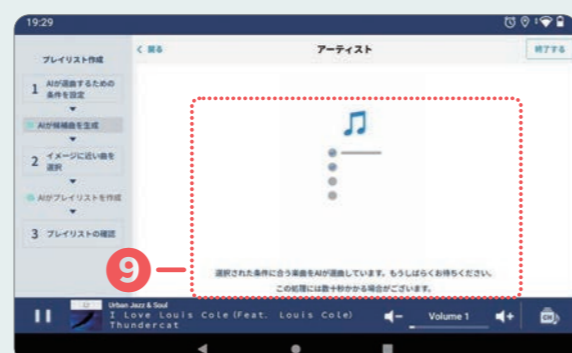 19:29
プレイリスト作成
1 AIが選曲するための
条件を設定
AIが候補曲を生成
2 イメージに近い曲を
選択
AIがプレイリストを作成
3 プレイリストの確認
< 戻る
アーティスト
終了する
9
選択された条件に合う楽曲をAIが選曲しています。もうしばらくお待ちください。
この処理には数十秒かかる場合がございます。
Urban Jazz & Soul
I Love Louis Cole (Feat. Louis Cole)
Thundercat
Volume 1